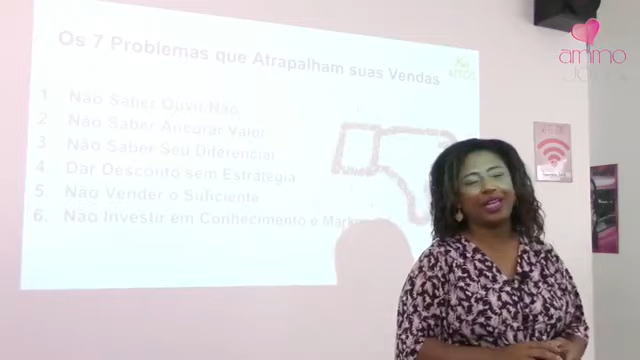 Os 7 Problemas que Atrapalham suas Vendas
1. Não Saber Ouvir Não
2. Não Saber Ancorar Valor
3. Não Saber Seu Diferencial
4. Dar Desconto sem Estratégia
5. Não Vender o Suficiente
6. Não Investir em Conhecimento e
ammo